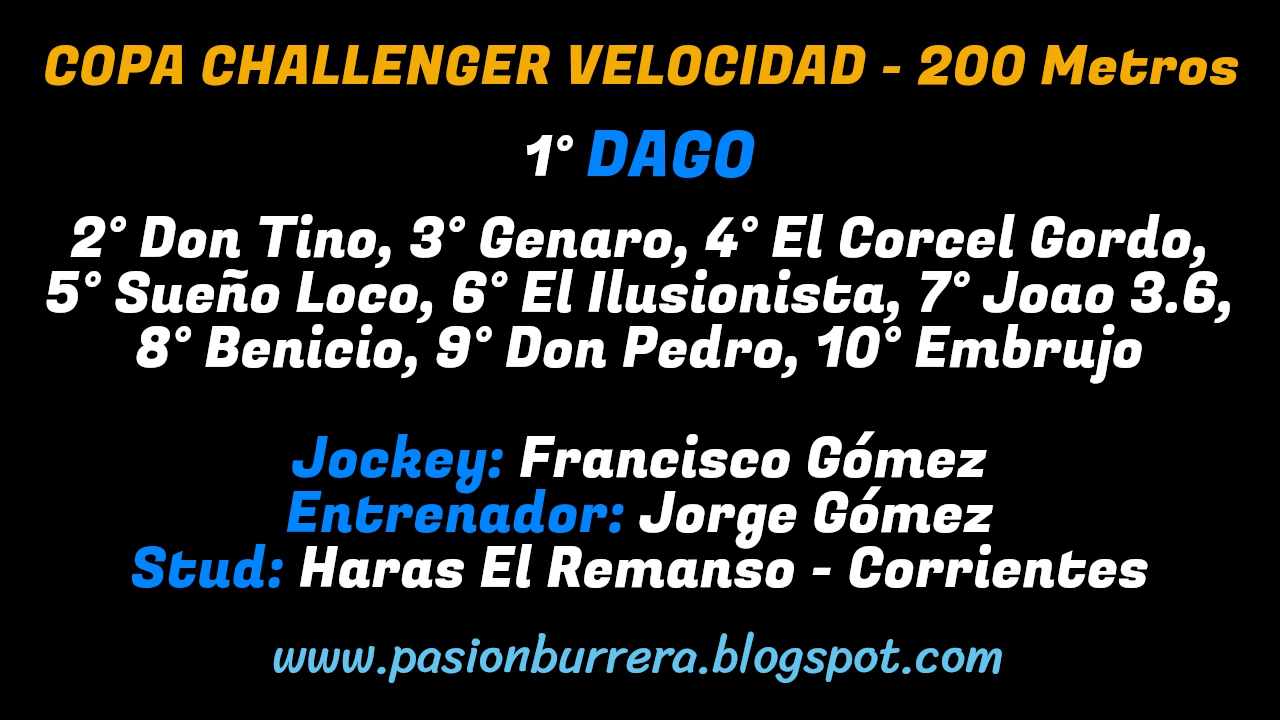 COPA CHALLENGER VELOCIDAD - 200 Metros
1° DAGO
2° Don Tino, 3° Genaro, 4° El Corcel Gordo,
5° Sueño Loco, 6° El Ilusionista, 7° Joao 3.6,
8° Benicio, 9° Don Pedro, 10° Embrujo
Jockey: Francisco Gómez
Entrenador: Jorge Gómez
Stud: Haras El Remanso - Corrientes
www.pasionburrera.blogspot.com